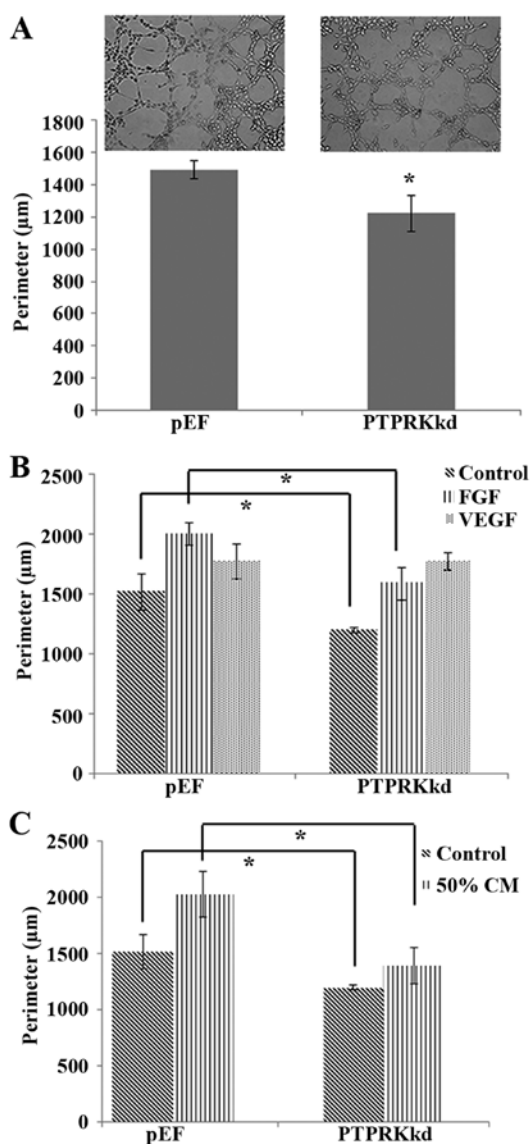 A
Perimeter (µm)
1800
1600
1400
1200
1000
800
600
400
200
0
*
pEF
PTPRKkd
B
Perimeter (µm)
2500
2000
1500
1000
500
0
*
*
Control
FGF
VEGF
pEF
PTPRKkd
C
Perimeter (µm)
2500
2000
1500
1000
500
0
*
*
Control
50% CM
pEF
PTPRKkd